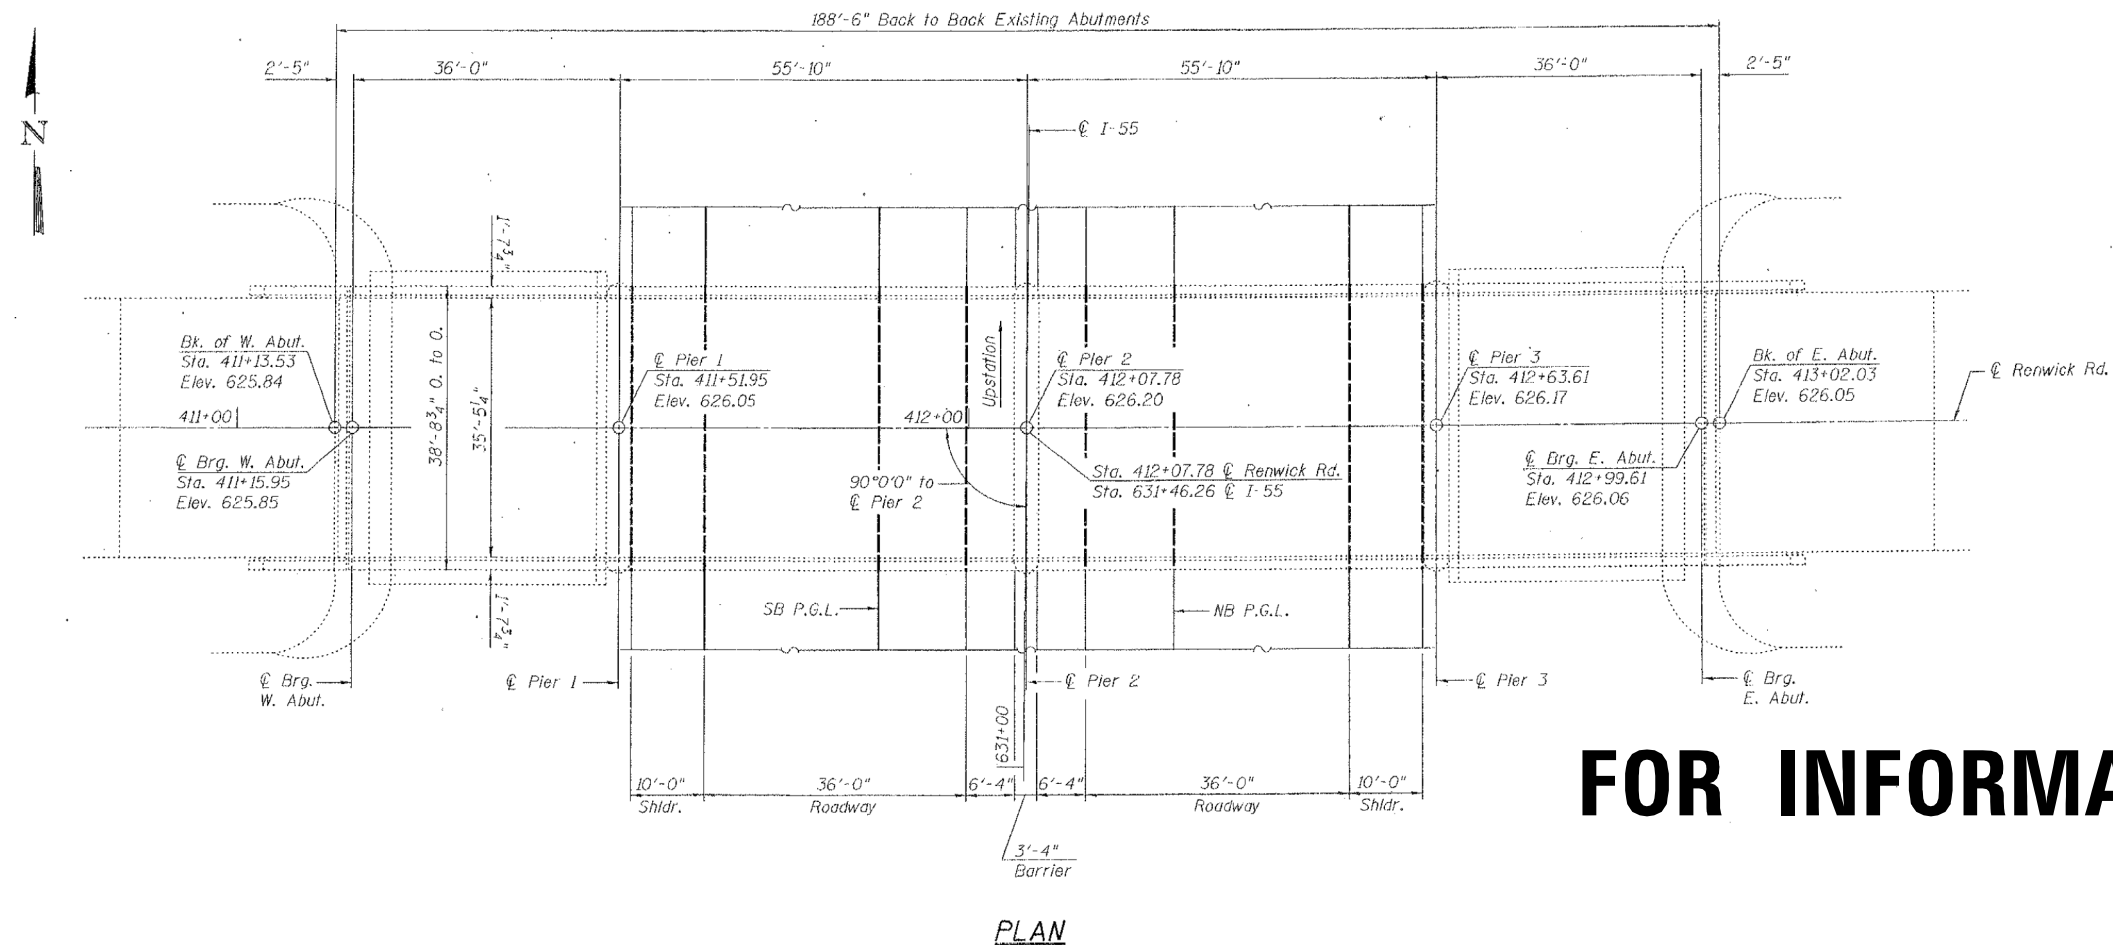 188'-6" Back to Back Existing Abutments
2'-5"
36'-0"
55'-10"
55'-10"
36'-0"
2'-5"
N
℄ I-55
1'-7¾"
Bk. of W. Abut.
Sta. 411+13.53
Elev. 625.84
℄ Pier 1
Sta. 411+51.95
Elev. 626.05
Upstation
℄ Pier 2
Sta. 412+07.78
Elev. 626.20
℄ Pier 3
Sta. 412+63.61
Elev. 626.17
Bk. of E. Abut.
Sta. 413+02.03
Elev. 626.05
℄ Renwick Rd.
411+00
412+00
38'-8¾" O. to O.
35'-5¼"
℄ Brg. W. Abut.
Sta. 411+15.95
Elev. 625.85
90°0'0" to
℄ Pier 2
Sta. 412+07.78 ℄ Renwick Rd.
Sta. 631+46.26 ℄ I-55
℄ Brg. E. Abut.
Sta. 412+99.61
Elev. 626.06
1'-7¾"
SB P.G.L.
NB P.G.L.
℄ Brg.
W. Abut.
℄ Pier 1
℄ Pier 2
℄ Pier 3
℄ Brg.
E. Abut.
631+00
FOR INFORMA
10'-0"
Shldr.
36'-0"
Roadway
6'-4"
6'-4"
36'-0"
Roadway
10'-0"
Shldr.
3'-4"
Barrier
PLAN